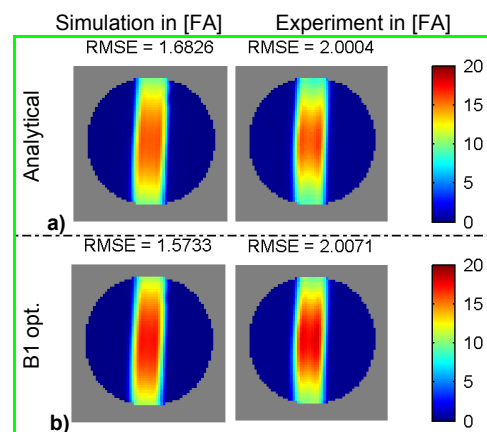 Simulation in [FA] Experiment in [FA]
RMSE = 1.6826 RMSE = 2.0004
Analytical
a)
20
15
10
5
0
RMSE = 1.5733 RMSE = 2.0071
B1 opt.
b)
20
15
10
5
0